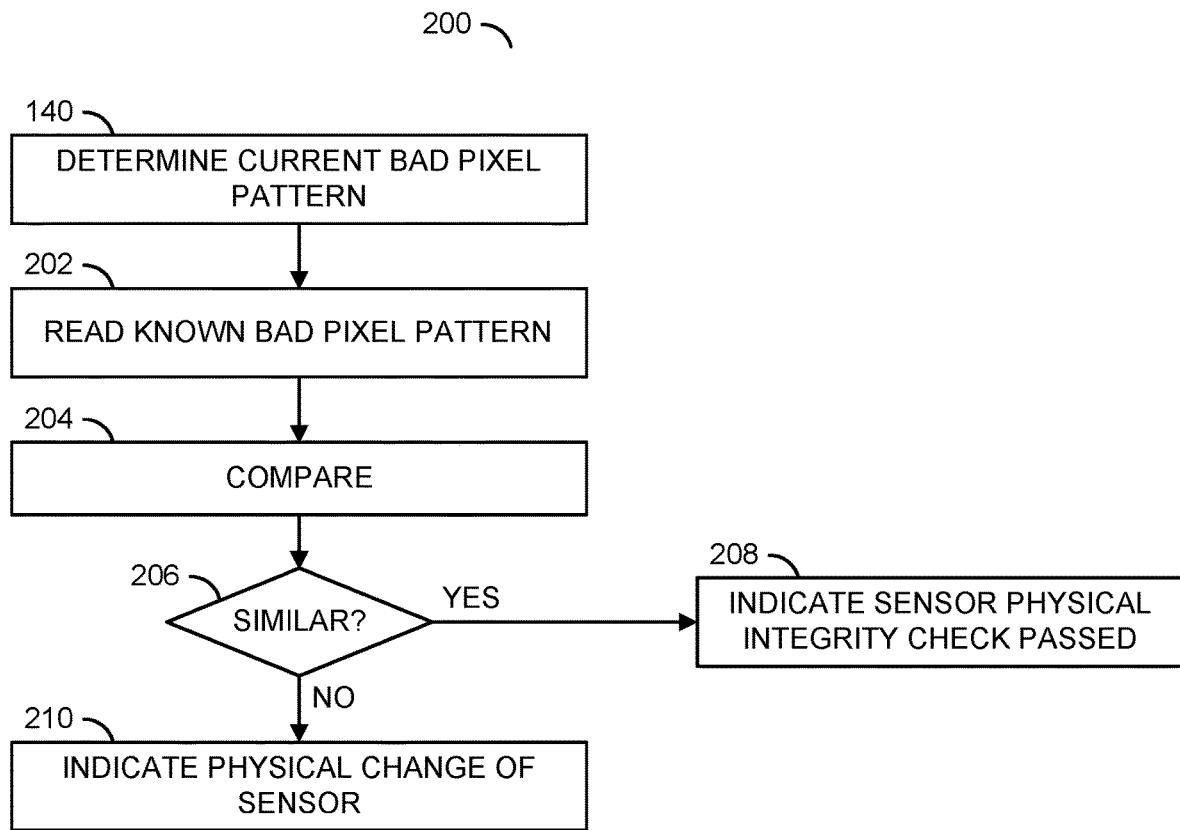 200
140
DETERMINE CURRENT BAD PIXEL
PATTERN
202
READ KNOWN BAD PIXEL PATTERN
204
COMPARE
206
SIMILAR?
YES
208
INDICATE SENSOR PHYSICAL
INTEGRITY CHECK PASSED
NO
210
INDICATE PHYSICAL CHANGE OF
SENSOR